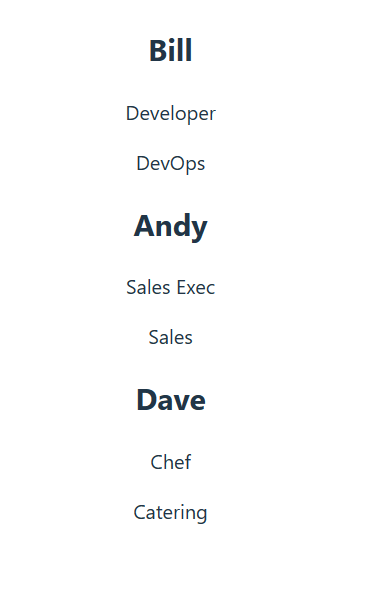 Bill
Developer
DevOps
Andy
Sales Exec
Sales
Dave
Chef
Catering